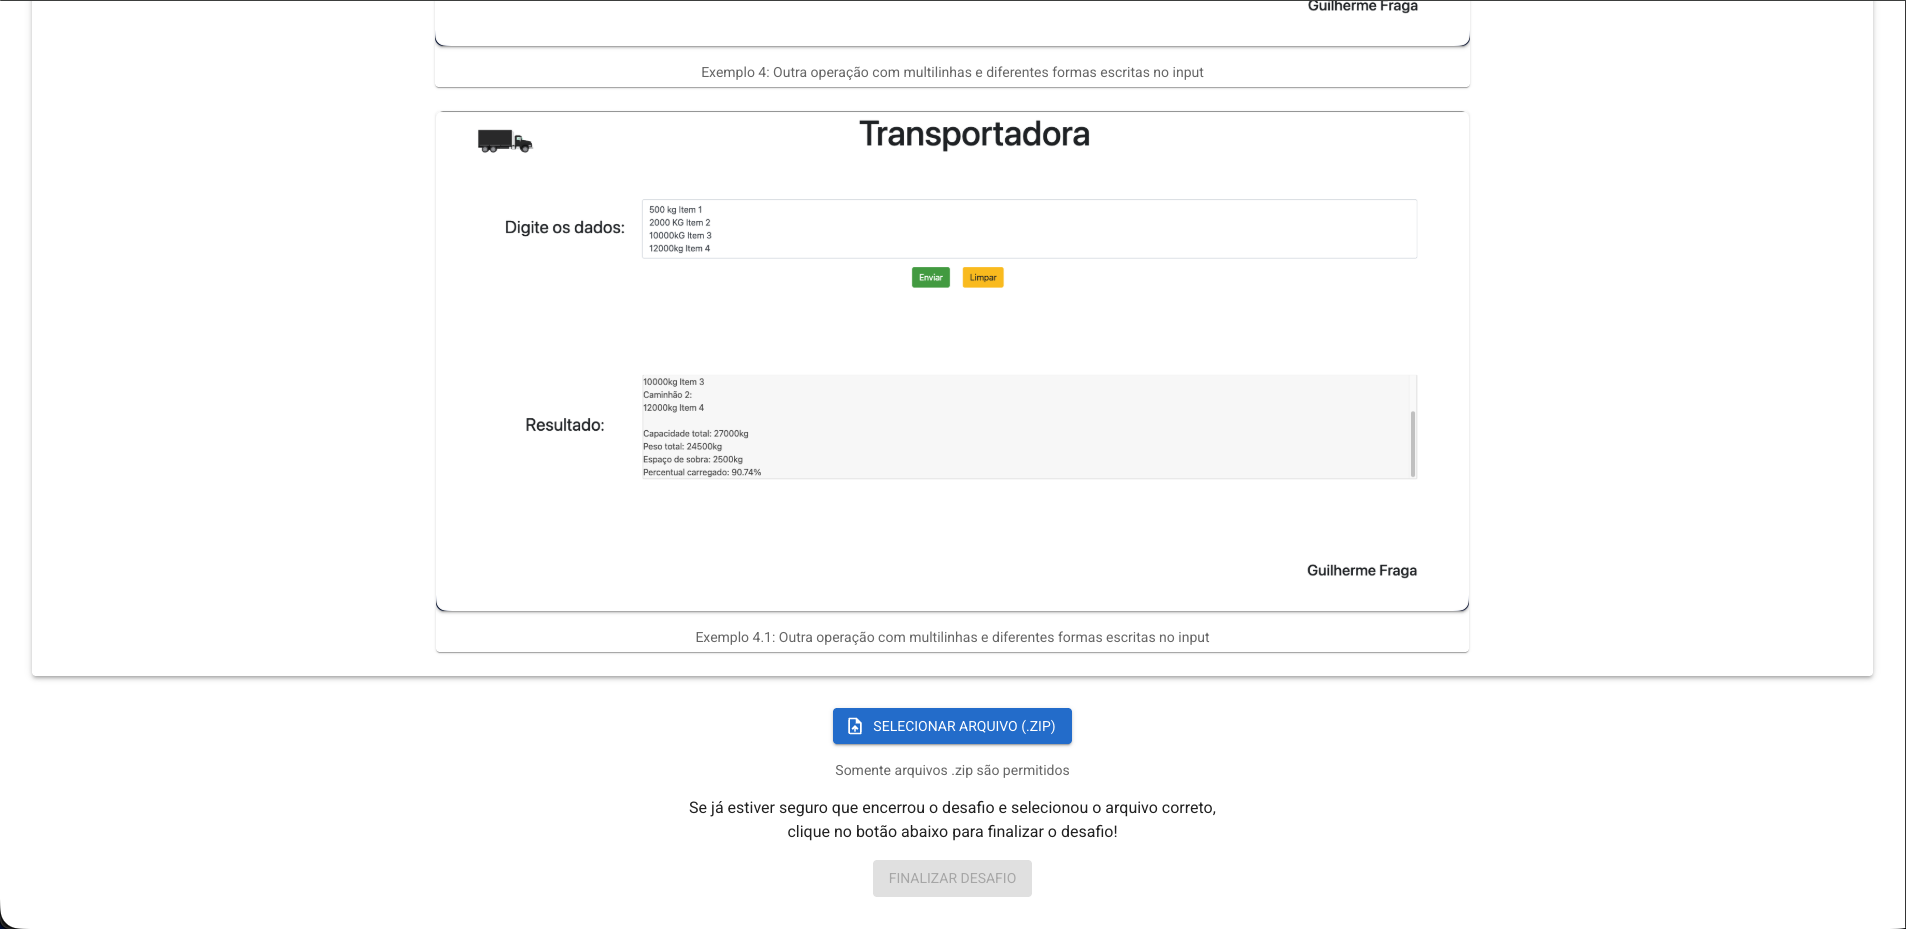 Guilherme Fraga
Exemplo 4: Outra operação com multilinhas e diferentes formas escritas no input
Transportadora
Digite os dados:
500 kg Item 1
2000 KG Item 2
10000kG Item 3
12000kg Item 4
Enviar
Limpar
Resultado:
10000kg Item 3
Caminhão 2:
12000kg Item 4
Capacidade total: 27000kg
Peso total: 24500kg
Espaço de sobra: 2500kg
Percentual carregado: 90.74%
Guilherme Fraga
Exemplo 4.1: Outra operação com multilinhas e diferentes formas escritas no input
SELECIONAR ARQUIVO (.ZIP)
Somente arquivos .zip são permitidos
Se já estiver seguro que encerrou o desafio e selecionou o arquivo correto,
clique no botão abaixo para finalizar o desafio!
FINALIZAR DESAFIO